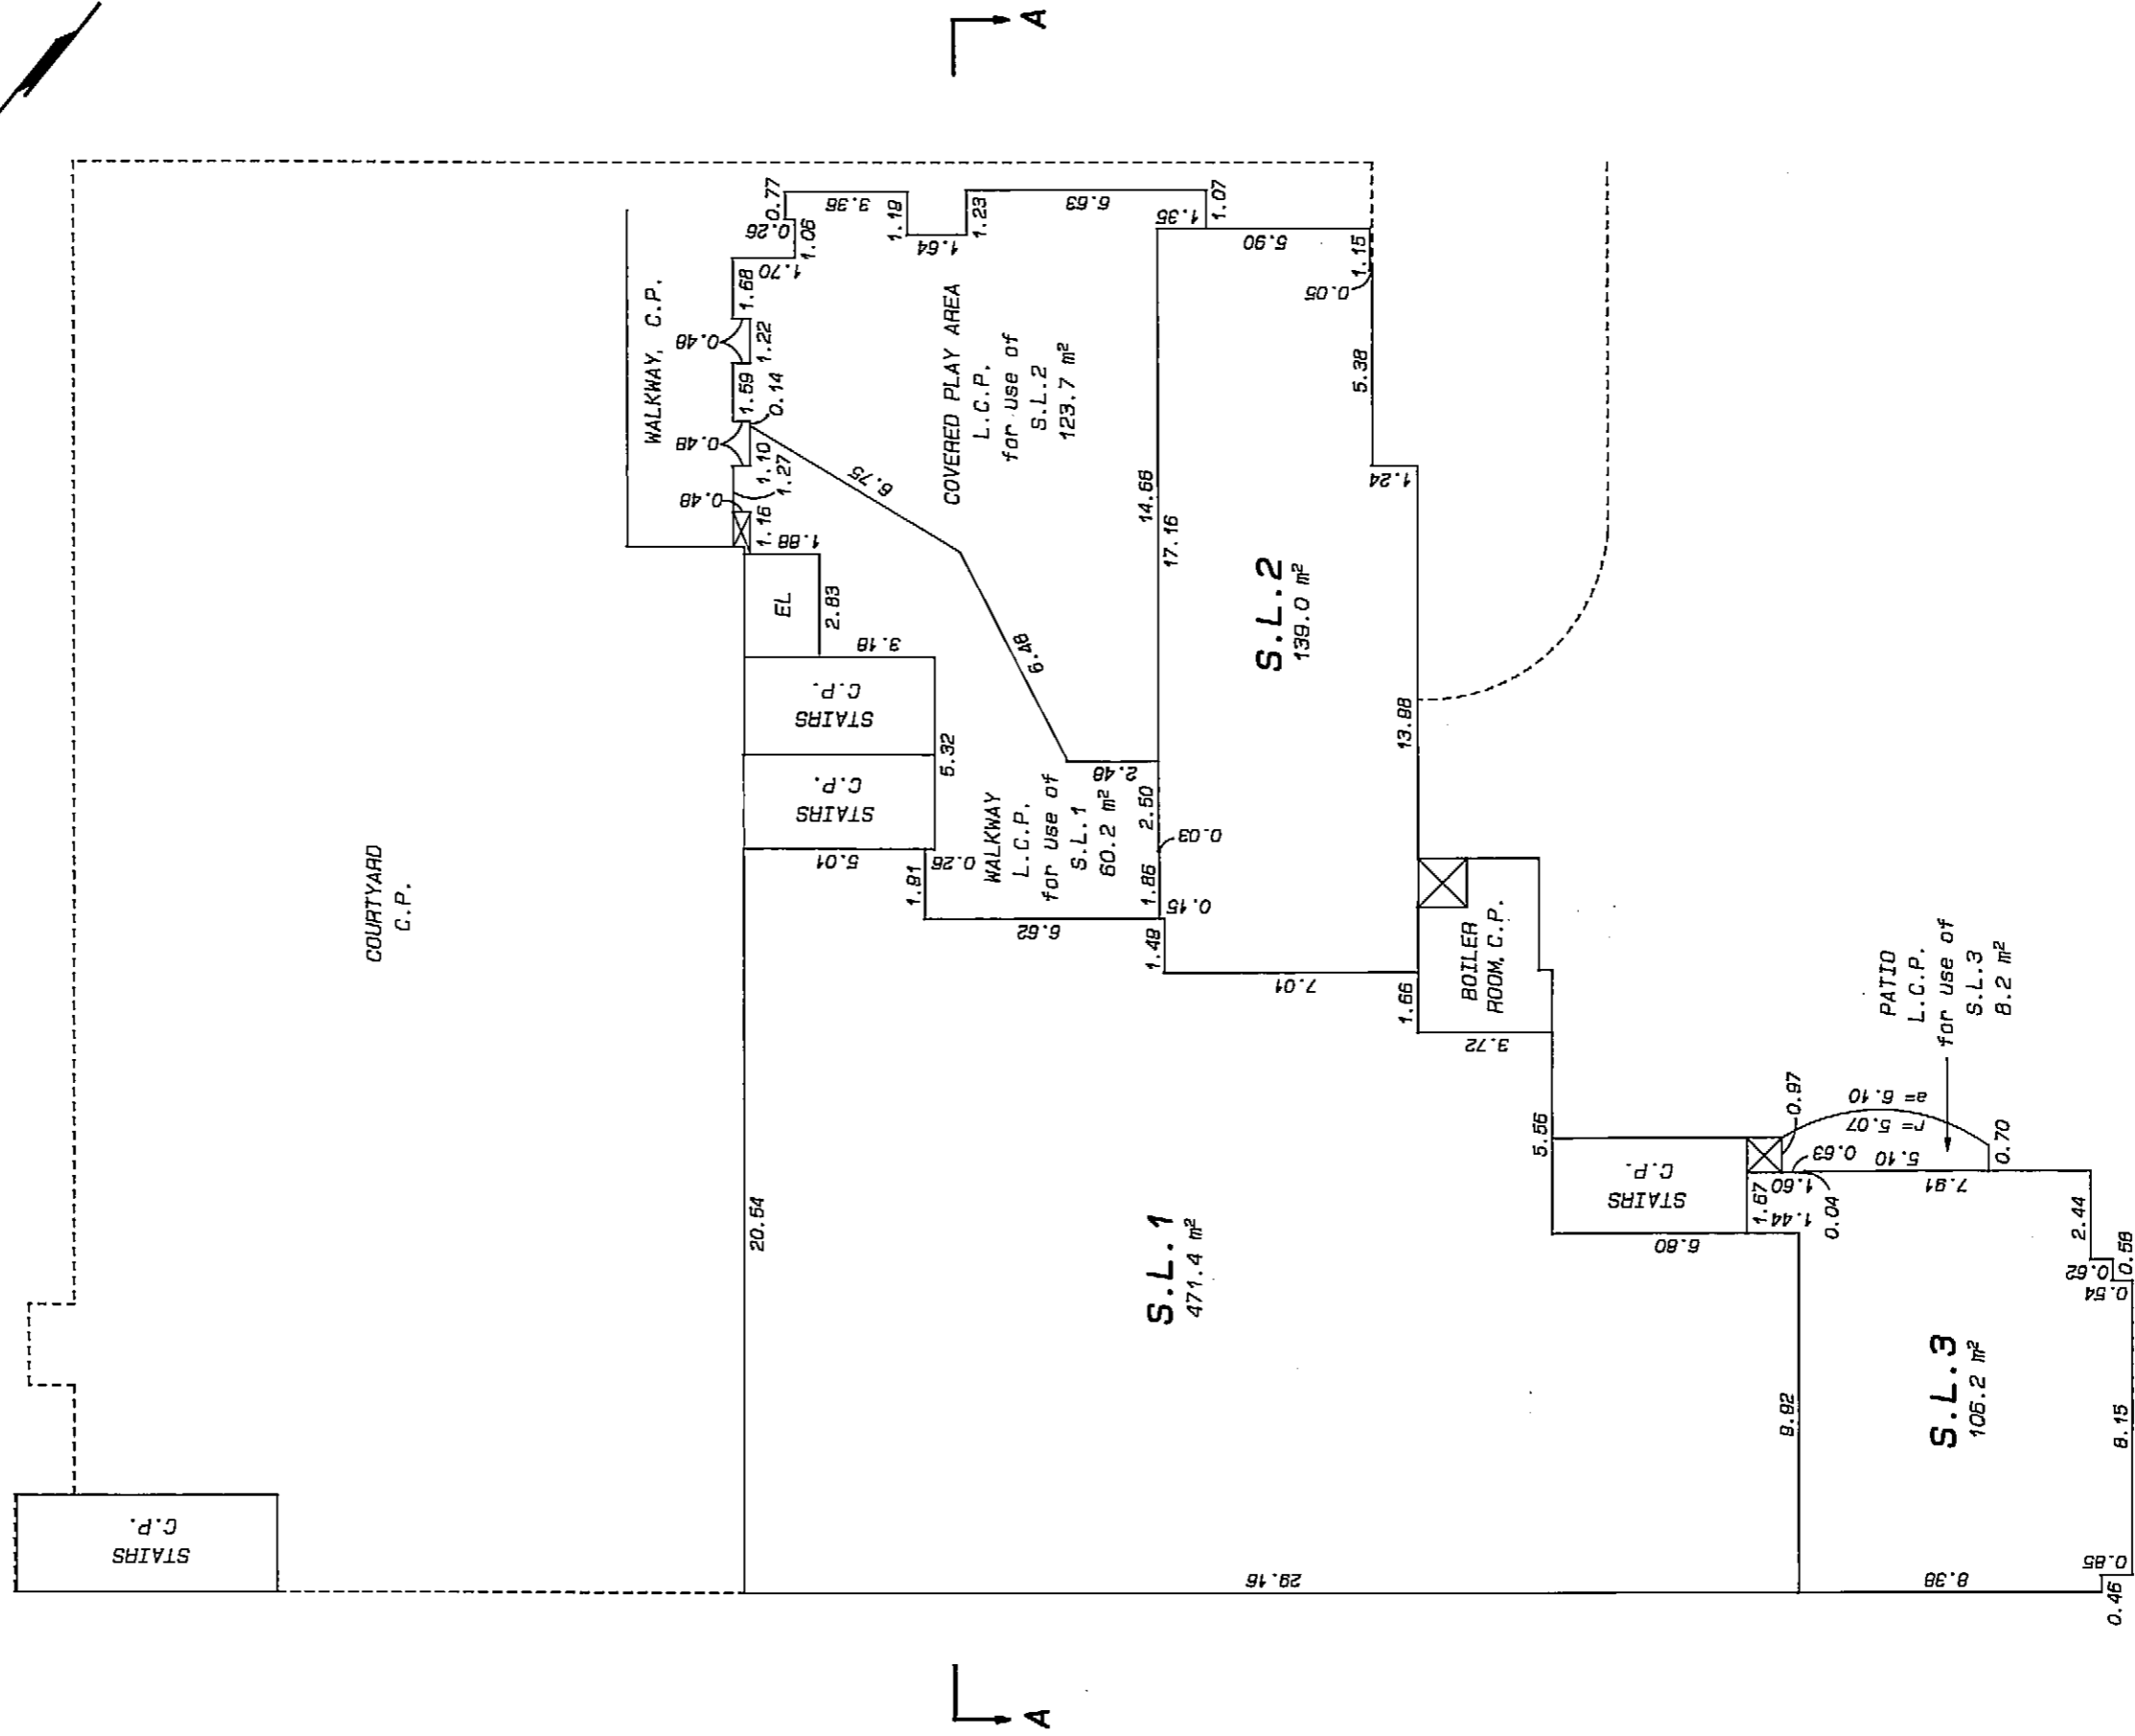 A
COURTYARD
C.P.
STAIRS
C.P.
WALKWAY, C.P.
0.77
0.26
1.06
3.36
1.19
1.64
1.23
6.63
1.35
1.07
1.70
1.68
0.48
1.22
1.59
0.14
0.48
1.10
1.27
0.48
1.16
1.88
EL
2.83
3.18
STAIRS
C.P.
STAIRS
C.P.
5.32
5.01
0.26
1.91
6.75
6.48
COVERED PLAY AREA
L.C.P.
for use of
S.L.2
123.7 m²
WALKWAY
L.C.P.
for use of
S.L.1
60.2 m²
2.48
2.50
0.03
1.86
0.15
6.62
1.49
14.66
17.16
5.90
1.15
0.05
5.38
1.24
S.L.2
139.0 m²
13.88
7.01
1.66
BOILER
ROOM, C.P.
3.72
5.56
20.54
S.L.1
471.4 m²
29.16
STAIRS
C.P.
6.80
1.67
1.44
1.60
0.04
0.63
0.97
a= 6.10
r= 5.07
5.10
0.70
7.91
PATIO
L.C.P.
for use of
S.L.3
8.2 m²
2.44
0.62
0.58
0.54
9.92
S.L.3
106.2 m²
8.15
8.38
0.85
0.46
A